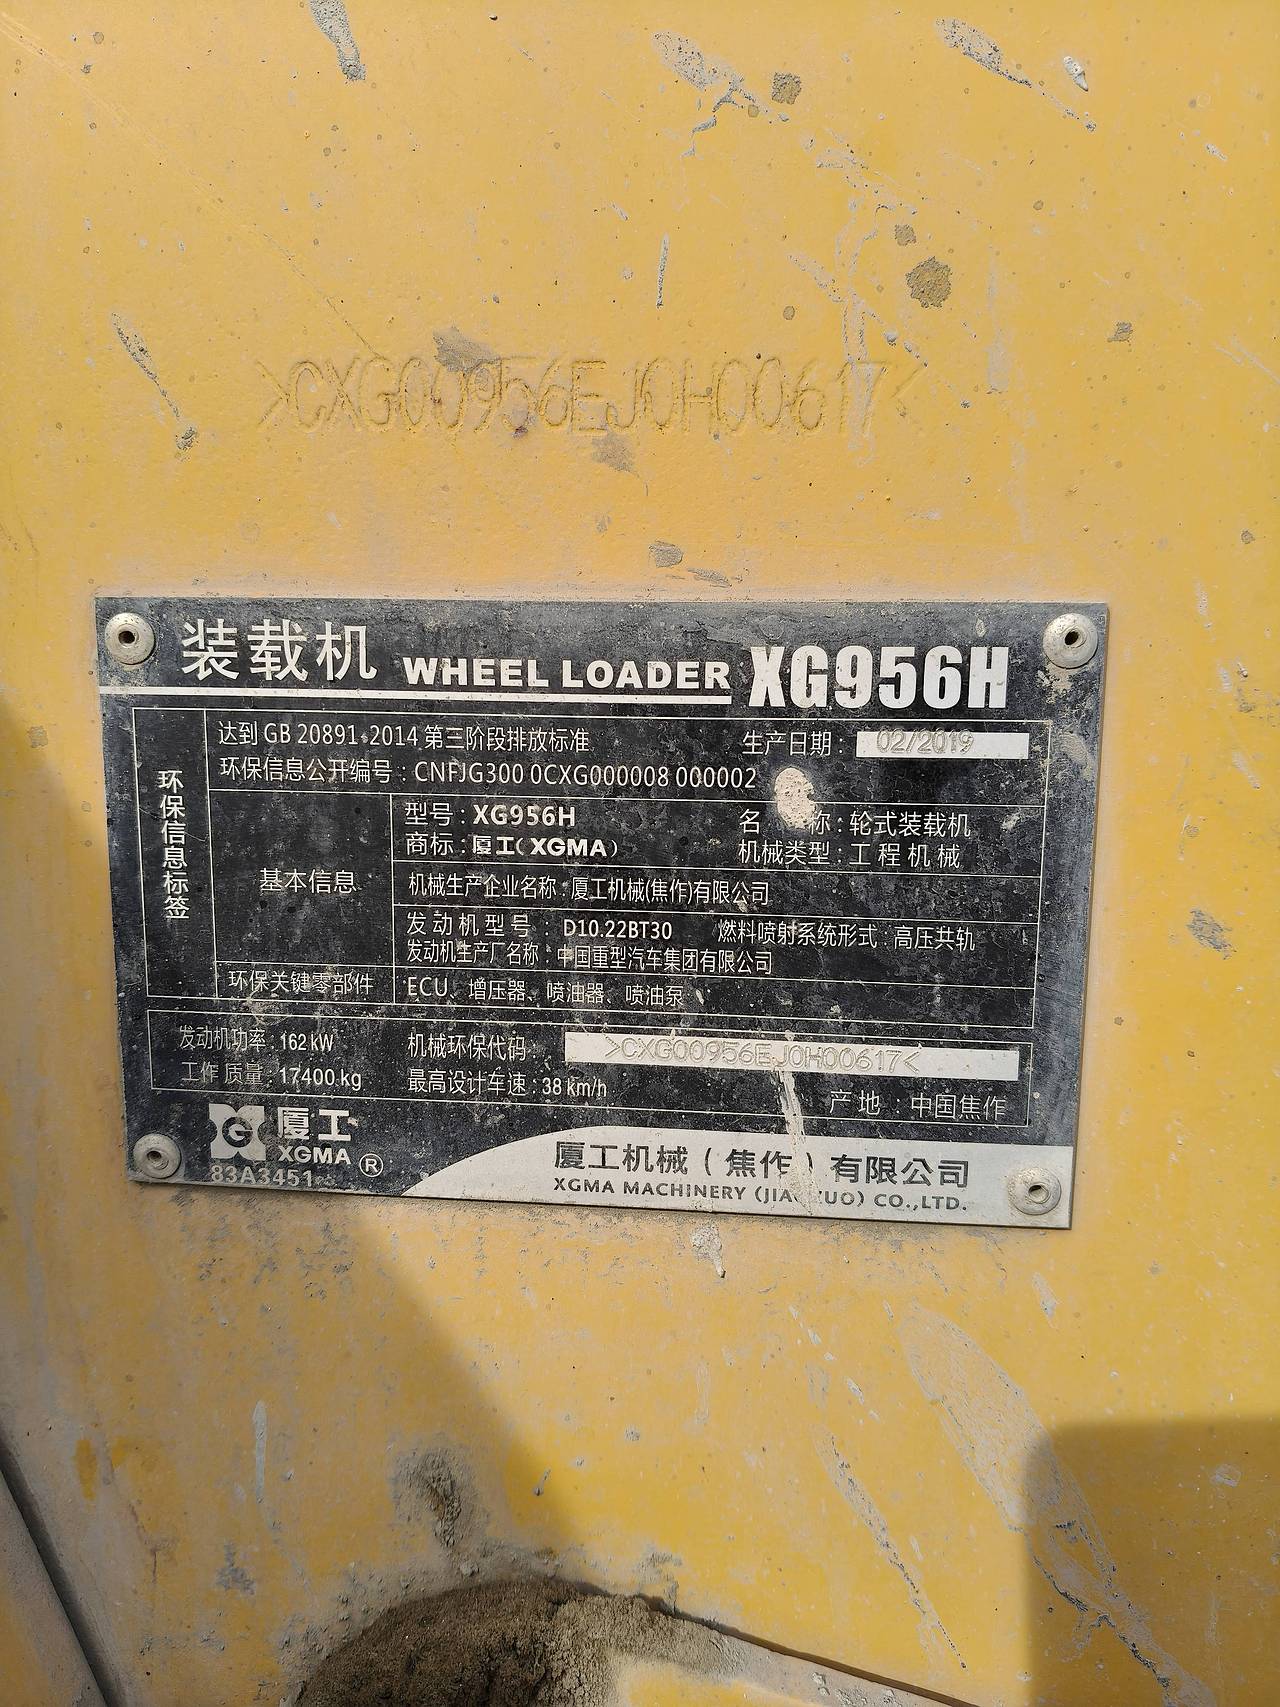 >CXG00956EJ0H00617<
装载机 WHEEL LOADER XG956H
环保信息标签
达到 GB 20891-2014 第三阶段排放标准 生产日期: 02/2019
环保信息公开编号: CNFJG300 0CXG000008 000002
基本信息
型号: XG956H 名 称: 轮式装载机
商标: 厦工(XGMA) 机械类型: 工程机械
机械生产企业名称: 厦工机械(焦作)有限公司
发动机型号: D10.22BT30 燃料喷射系统形式: 高压共轨
发动机生产厂名称: 中国重型汽车集团有限公司
环保关键零部件 ECU、增压器、喷油器、喷油泵
发动机功率: 162 kW 机械环保代码: >CXG00956EJ0H00617<
工作质量: 17400 kg 最高设计车速: 38 km/h
产地: 中国焦作
厦工
XGMA ®
83A3451
厦工机械(焦作)有限公司
XGMA MACHINERY (JIAOZUO) CO.,LTD.